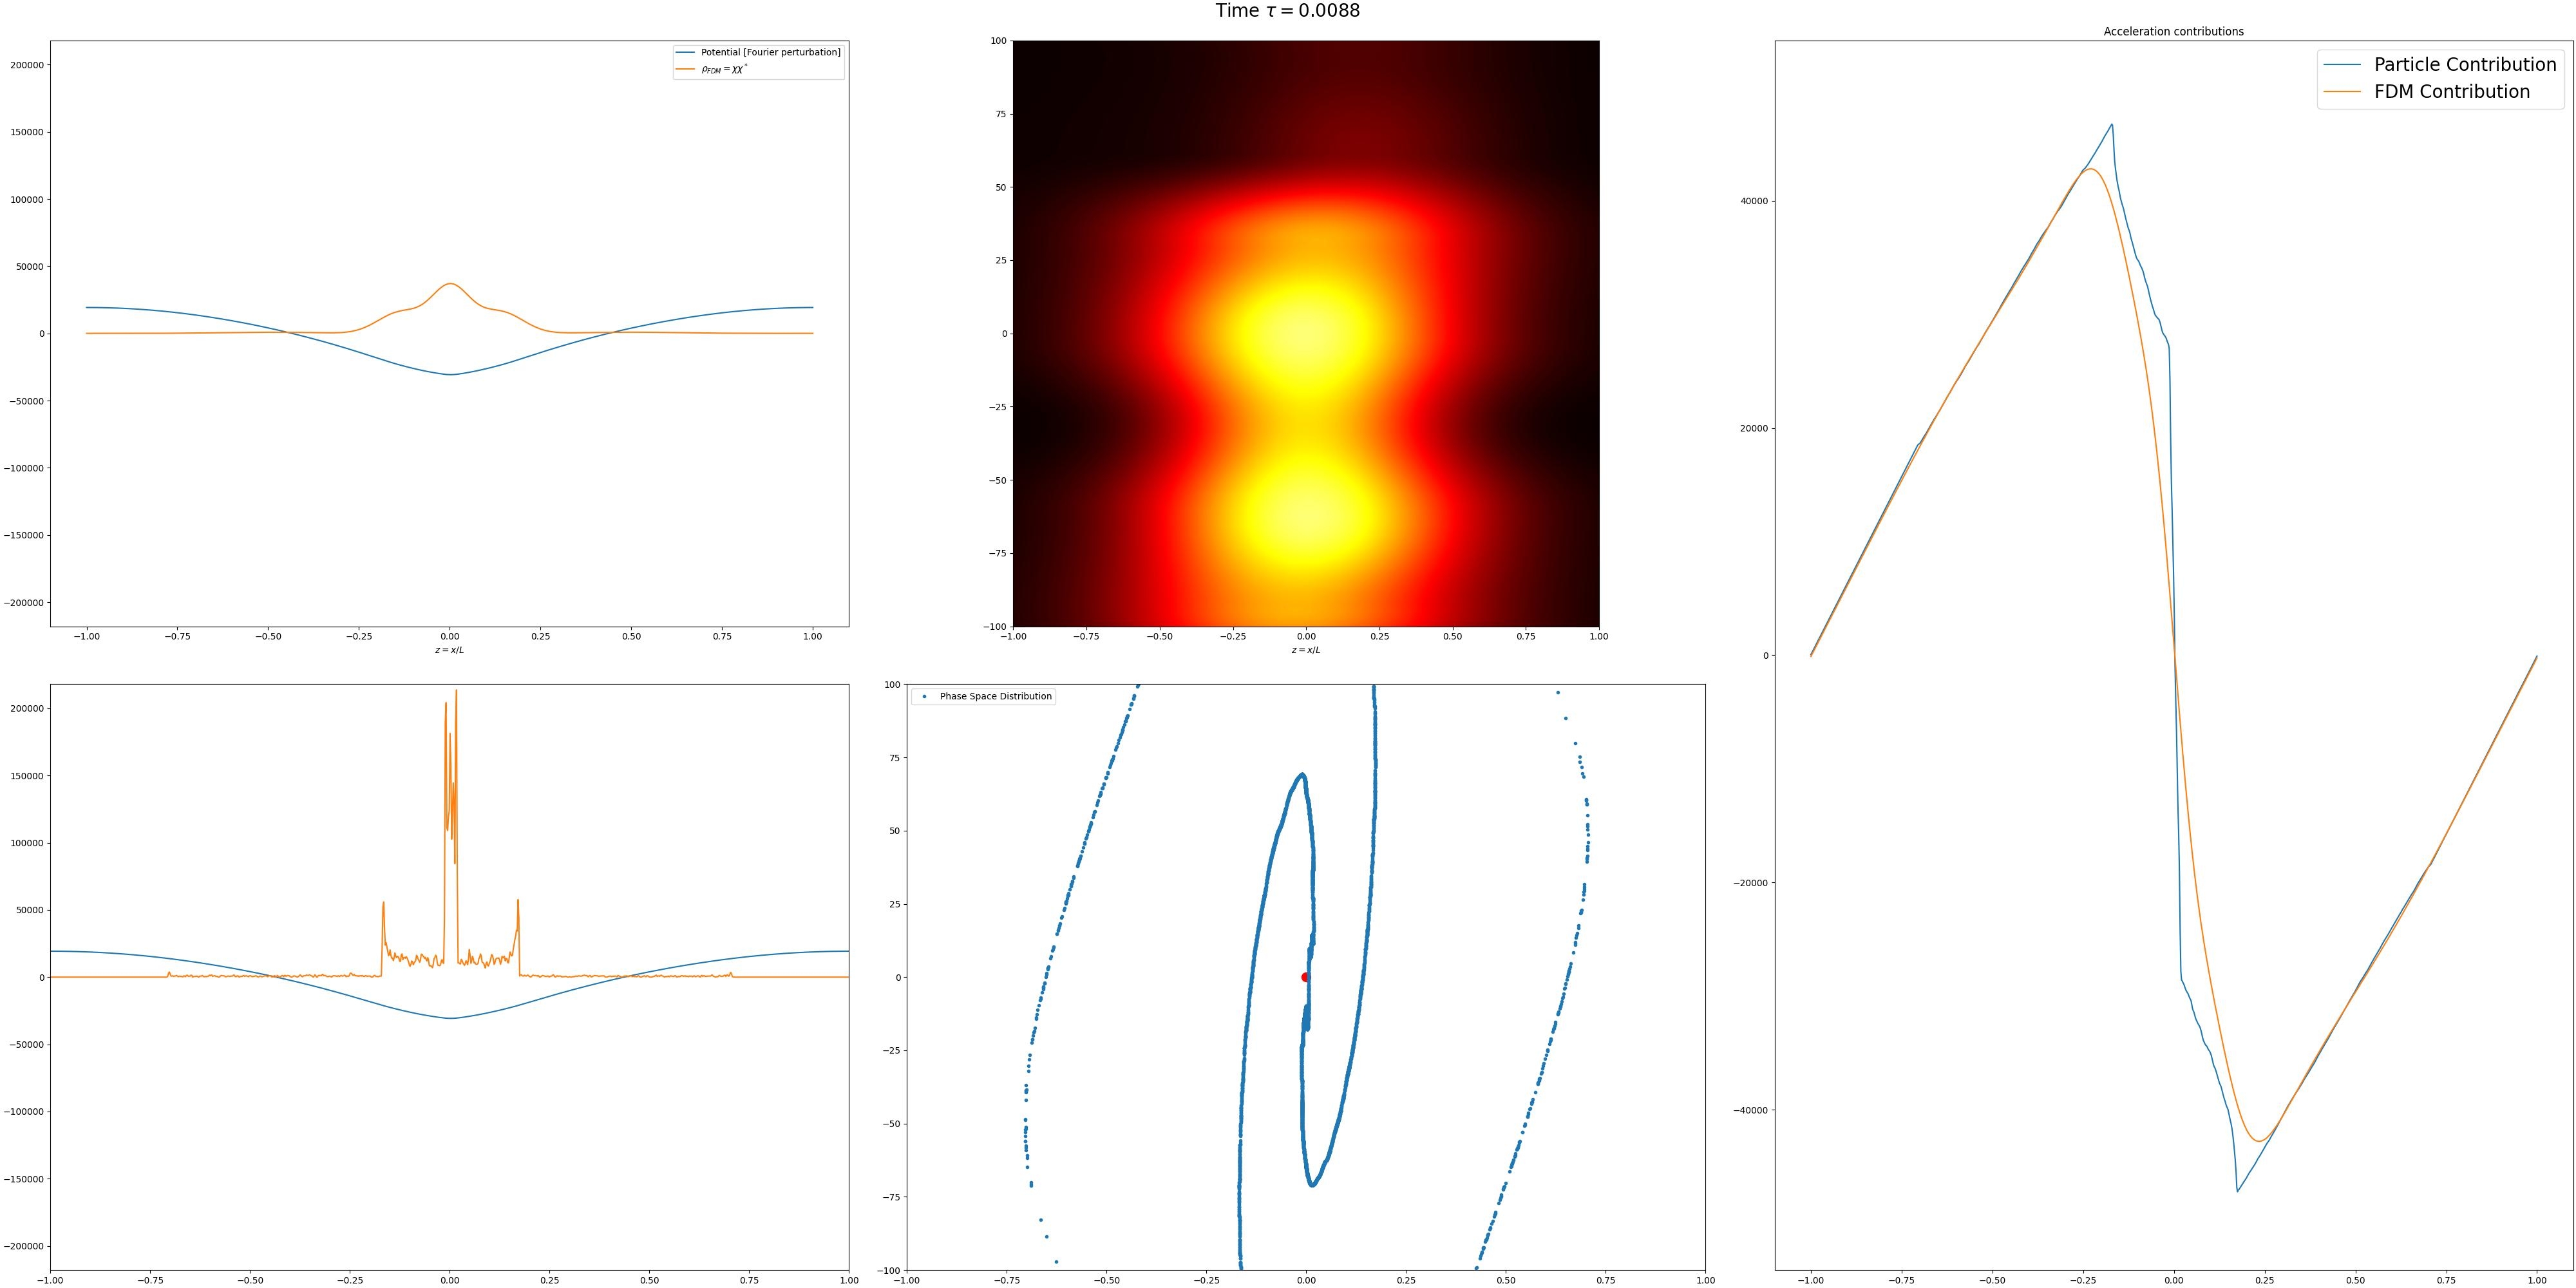 Time τ = 0.0088
Potential [Fourier perturbation]
ρ_FDM = χχ*
200000
150000
100000
50000
0
−50000
−100000
−150000
−200000
−1.00 −0.75 −0.50 −0.25 0.00 0.25 0.50 0.75 1.00
z = x/L
100
75
50
25
0
−25
−50
−75
−100
−1.00 −0.75 −0.50 −0.25 0.00 0.25 0.50 0.75 1.00
z = x/L
Acceleration contributions
Particle Contribution
FDM Contribution
40000
20000
0
−20000
−40000
−1.00 −0.75 −0.50 −0.25 0.00 0.25 0.50 0.75 1.00
200000
150000
100000
50000
0
−50000
−100000
−150000
−200000
−1.00 −0.75 −0.50 −0.25 0.00 0.25 0.50 0.75 1.00
Phase Space Distribution
100
75
50
25
0
−25
−50
−75
−100
−1.00 −0.75 −0.50 −0.25 0.00 0.25 0.50 0.75 1.00